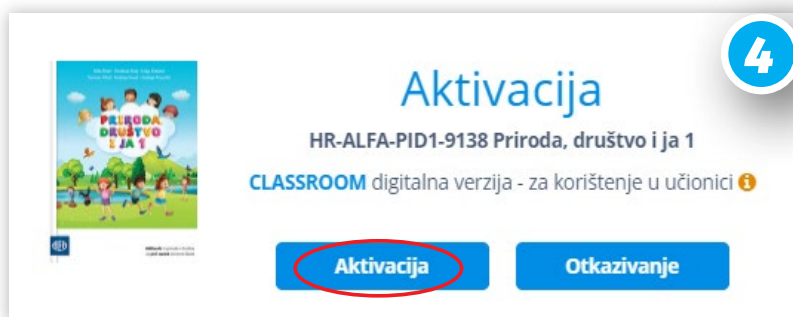 4
Aktivacija
HR-ALFA-PID1-9138 Priroda, društvo i ja 1
CLASSROOM digitalna verzija - za korištenje u učionici
Aktivacija
Otkazivanje
PRIRODA,
DRUŠTVO
I JA 1